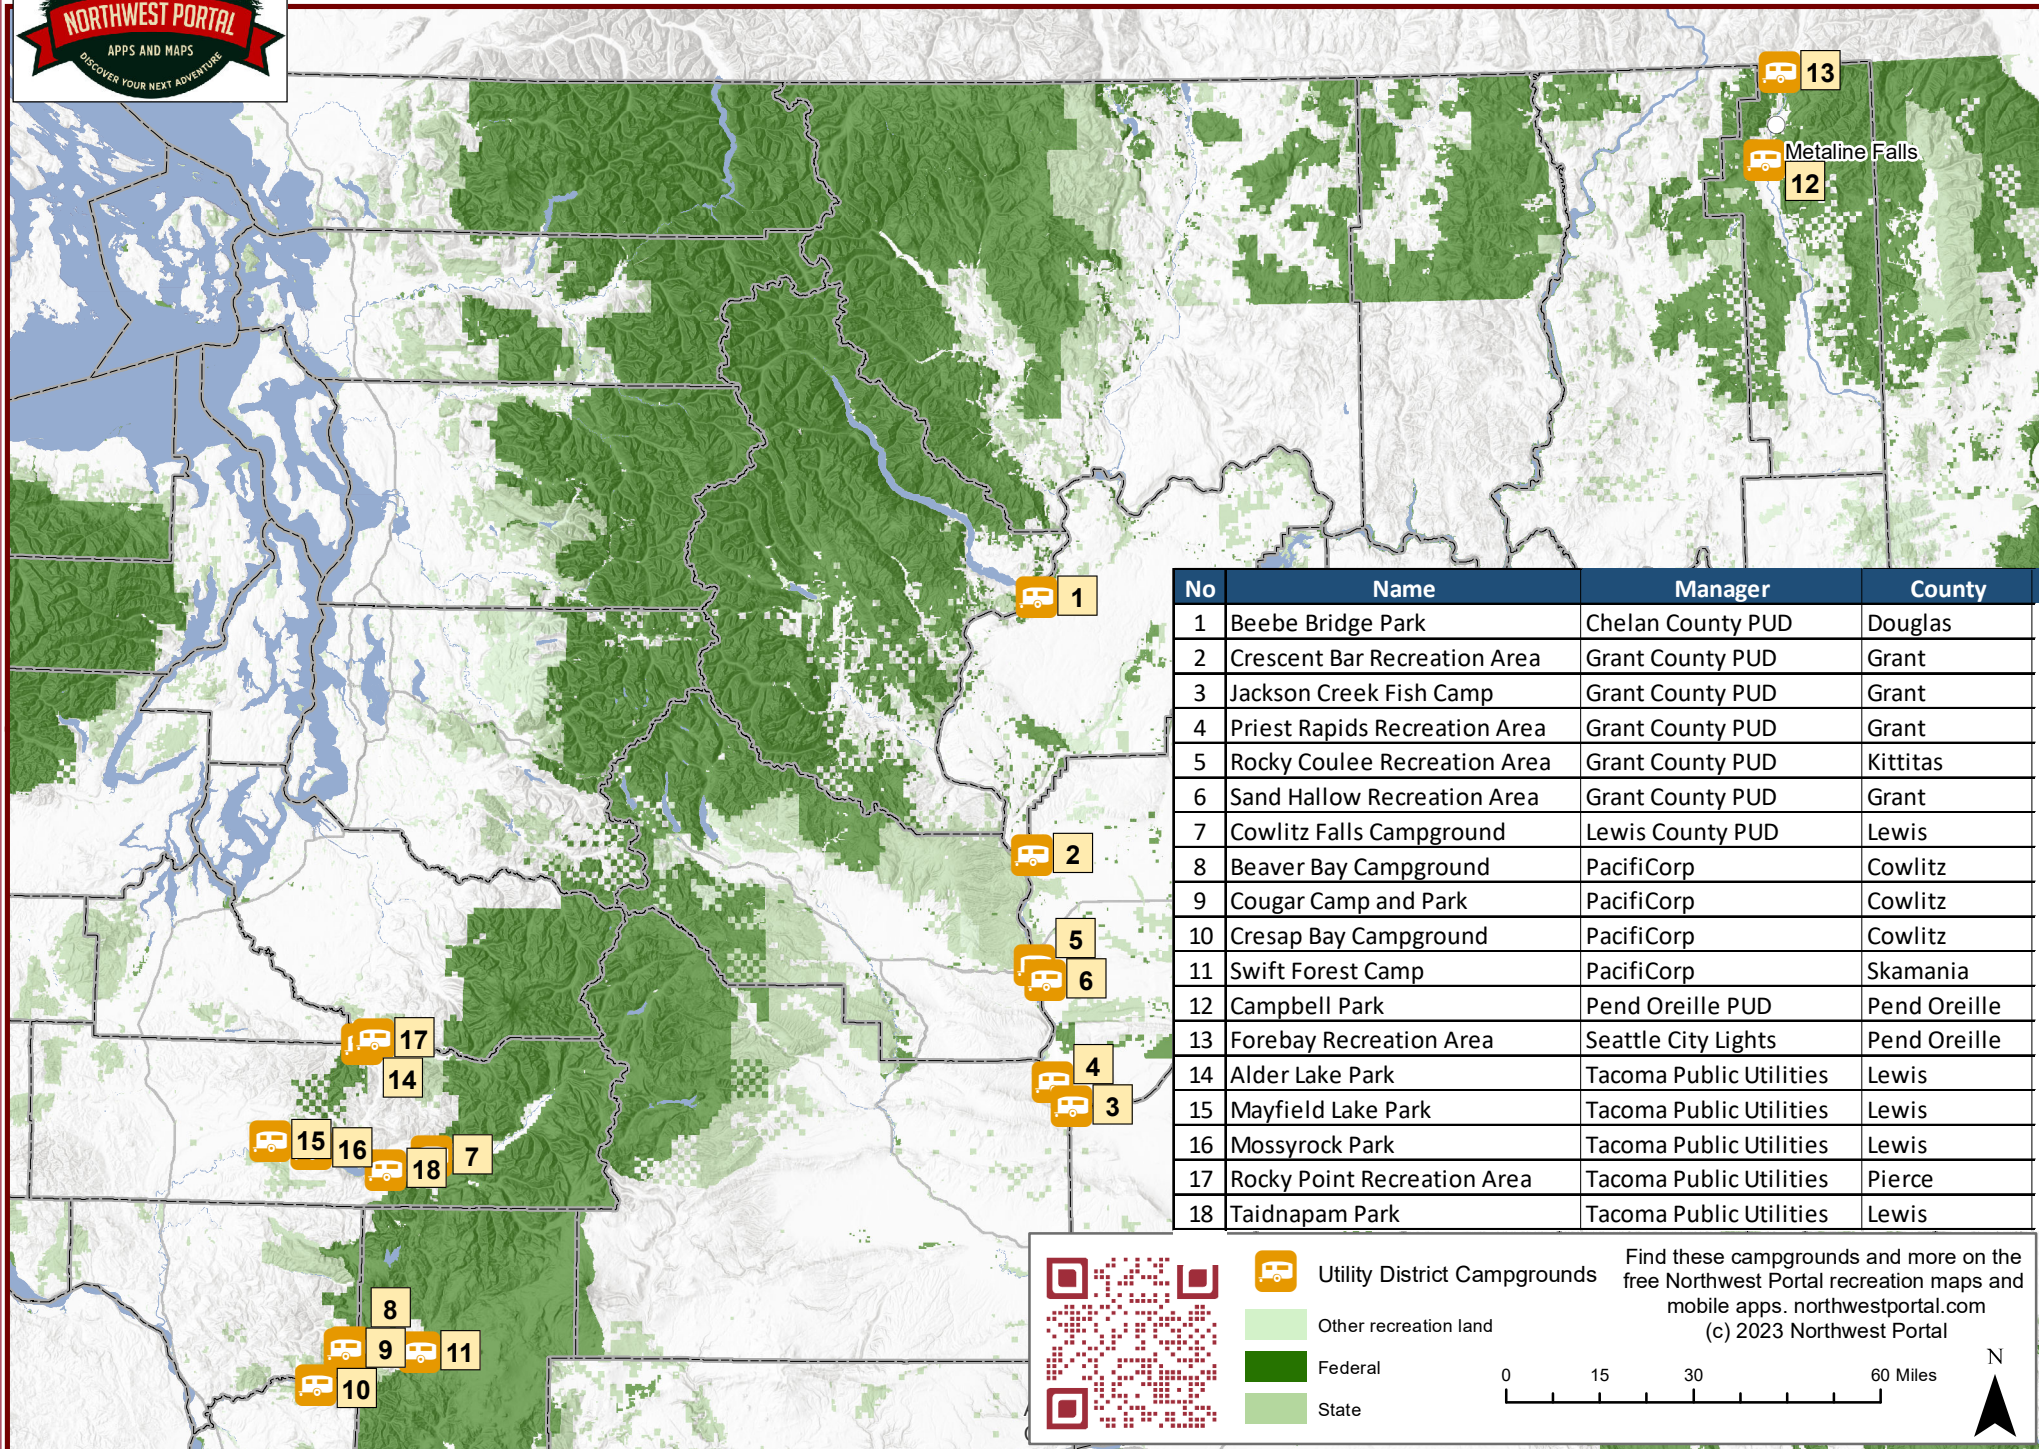 NORTHWEST PORTAL
APPS AND MAPS
DISCOVER YOUR NEXT ADVENTURE
13
Metaline Falls
12
1
2
5
6
4
3
17
14
15
16
18
7
8
9
11
10
No Name Manager County
1 Beebe Bridge Park Chelan County PUD Douglas
2 Crescent Bar Recreation Area Grant County PUD Grant
3 Jackson Creek Fish Camp Grant County PUD Grant
4 Priest Rapids Recreation Area Grant County PUD Grant
5 Rocky Coulee Recreation Area Grant County PUD Kittitas
6 Sand Hallow Recreation Area Grant County PUD Grant
7 Cowlitz Falls Campground Lewis County PUD Lewis
8 Beaver Bay Campground PacifiCorp Cowlitz
9 Cougar Camp and Park PacifiCorp Cowlitz
10 Cresap Bay Campground PacifiCorp Cowlitz
11 Swift Forest Camp PacifiCorp Skamania
12 Campbell Park Pend Oreille PUD Pend Oreille
13 Forebay Recreation Area Seattle City Lights Pend Oreille
14 Alder Lake Park Tacoma Public Utilities Lewis
15 Mayfield Lake Park Tacoma Public Utilities Lewis
16 Mossyrock Park Tacoma Public Utilities Lewis
17 Rocky Point Recreation Area Tacoma Public Utilities Pierce
18 Taidnapam Park Tacoma Public Utilities Lewis
Utility District Campgrounds
Other recreation land
Federal
State
Find these campgrounds and more on the
free Northwest Portal recreation maps and
mobile apps. northwestportal.com
(c) 2023 Northwest Portal
0 15 30 60 Miles
N